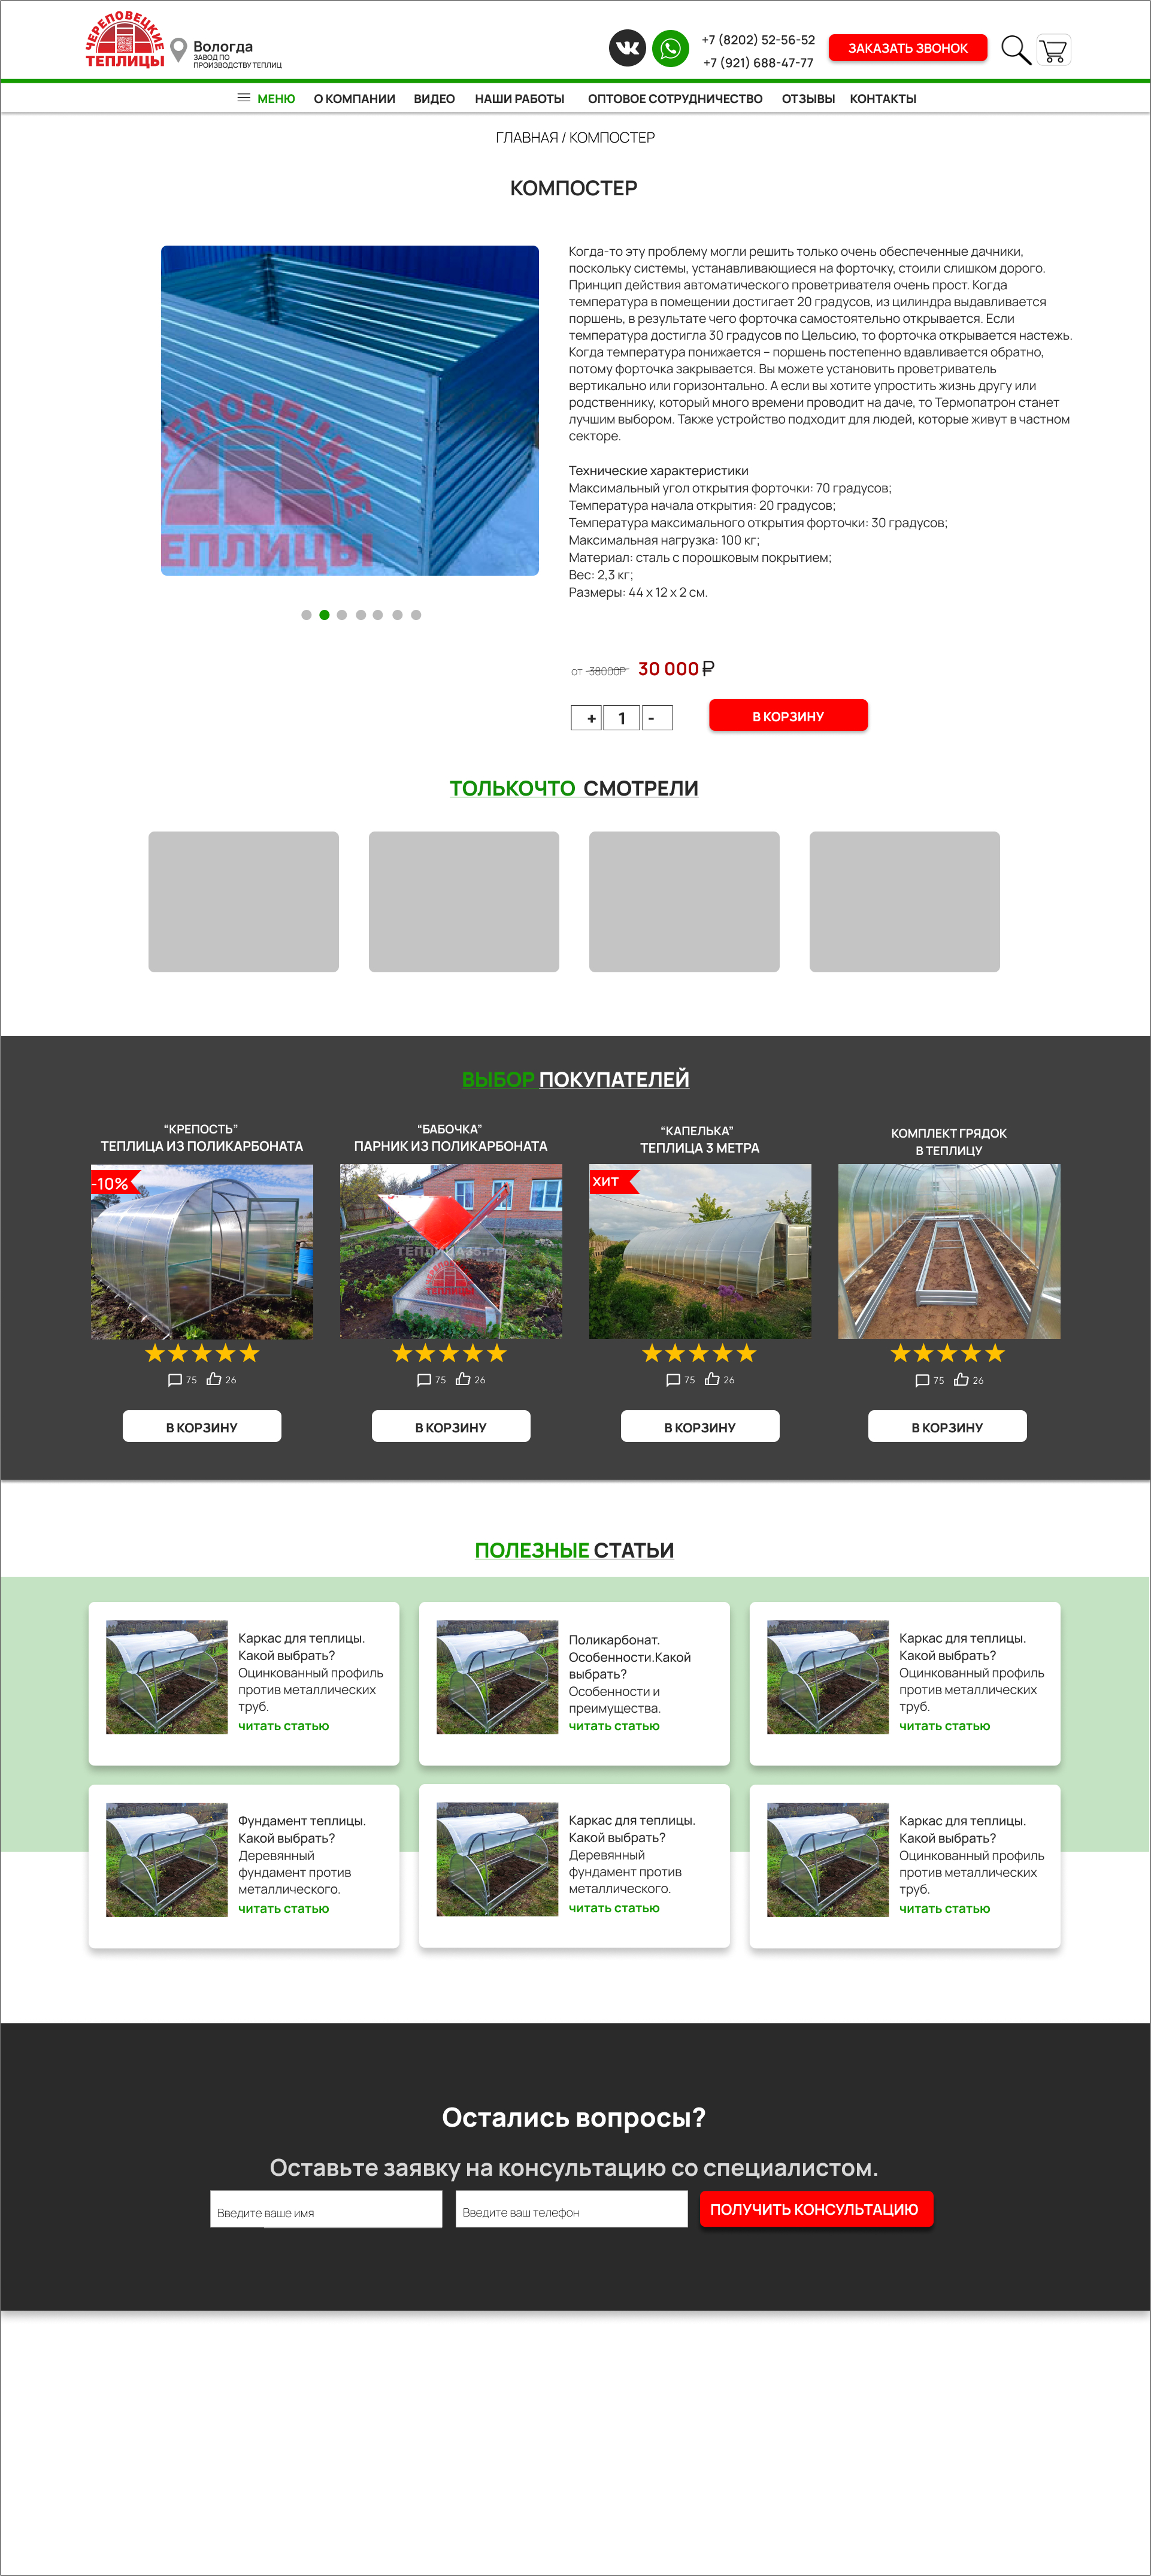 ЧЕРЕПОВЕЦКИЕ
ТЕПЛИЦЫ
Вологда
ЗАВОД ПО
ПРОИЗВОДСТВУ ТЕПЛИЦ
+7 (8202) 52-56-52
+7 (921) 688-47-77
ЗАКАЗАТЬ ЗВОНОК
МЕНЮ
О КОМПАНИИ
ВИДЕО
НАШИ РАБОТЫ
ОПТОВОЕ СОТРУДНИЧЕСТВО
ОТЗЫВЫ
КОНТАКТЫ
ГЛАВНАЯ / КОМПОСТЕР
КОМПОСТЕР
ЕПОВЕЦКИЕ
ТЕПЛИЦЫ
Когда-то эту проблему могли решить только очень обеспеченные дачники,
поскольку системы, устанавливающиеся на форточку, стоили слишком дорого.
Принцип действия автоматического проветривателя очень прост. Когда
температура в помещении достигает 20 градусов, из цилиндра выдавливается
поршень, в результате чего форточка самостоятельно открывается. Если
температура достигла 30 градусов по Цельсию, то форточка открывается настежь.
Когда температура понижается – поршень постепенно вдавливается обратно,
потому форточка закрывается. Вы можете установить проветриватель
вертикально или горизонтально. А если вы хотите упростить жизнь другу или
родственнику, который много времени проводит на даче, то Термопатрон станет
лучшим выбором. Также устройство подходит для людей, которые живут в частном
секторе.
Технические характеристики
Максимальный угол открытия форточки: 70 градусов;
Температура начала открытия: 20 градусов;
Температура максимального открытия форточки: 30 градусов;
Максимальная нагрузка: 100 кг;
Материал: сталь с порошковым покрытием;
Вес: 2,3 кг;
Размеры: 44 х 12 х 2 см.
от 38000Р 30 000 ₽
+ 1 -
В КОРЗИНУ
ТОЛЬКОЧТО СМОТРЕЛИ
ВЫБОР ПОКУПАТЕЛЕЙ
“КРЕПОСТЬ”
ТЕПЛИЦА ИЗ ПОЛИКАРБОНАТА
-10%
75 26
В КОРЗИНУ
“БАБОЧКА”
ПАРНИК ИЗ ПОЛИКАРБОНАТА
ТЕПЛИЦА35.РФ
ТЕПЛИЦЫ
75 26
В КОРЗИНУ
“КАПЕЛЬКА”
ТЕПЛИЦА 3 МЕТРА
ХИТ
75 26
В КОРЗИНУ
КОМПЛЕКТ ГРЯДОК
В ТЕПЛИЦУ
75 26
В КОРЗИНУ
ПОЛЕЗНЫЕ СТАТЬИ
Каркас для теплицы.
Какой выбрать?
Оцинкованный профиль
против металлических
труб.
читать статью
Поликарбонат.
Особенности.Какой
выбрать?
Особенности и
преимущества.
читать статью
Каркас для теплицы.
Какой выбрать?
Оцинкованный профиль
против металлических
труб.
читать статью
Фундамент теплицы.
Какой выбрать?
Деревянный
фундамент против
металлического.
читать статью
Каркас для теплицы.
Какой выбрать?
Деревянный
фундамент против
металлического.
читать статью
Каркас для теплицы.
Какой выбрать?
Оцинкованный профиль
против металлических
труб.
читать статью
Остались вопросы?
Оставьте заявку на консультацию со специалистом.
Введите ваше имя
Введите ваш телефон
ПОЛУЧИТЬ КОНСУЛЬТАЦИЮ